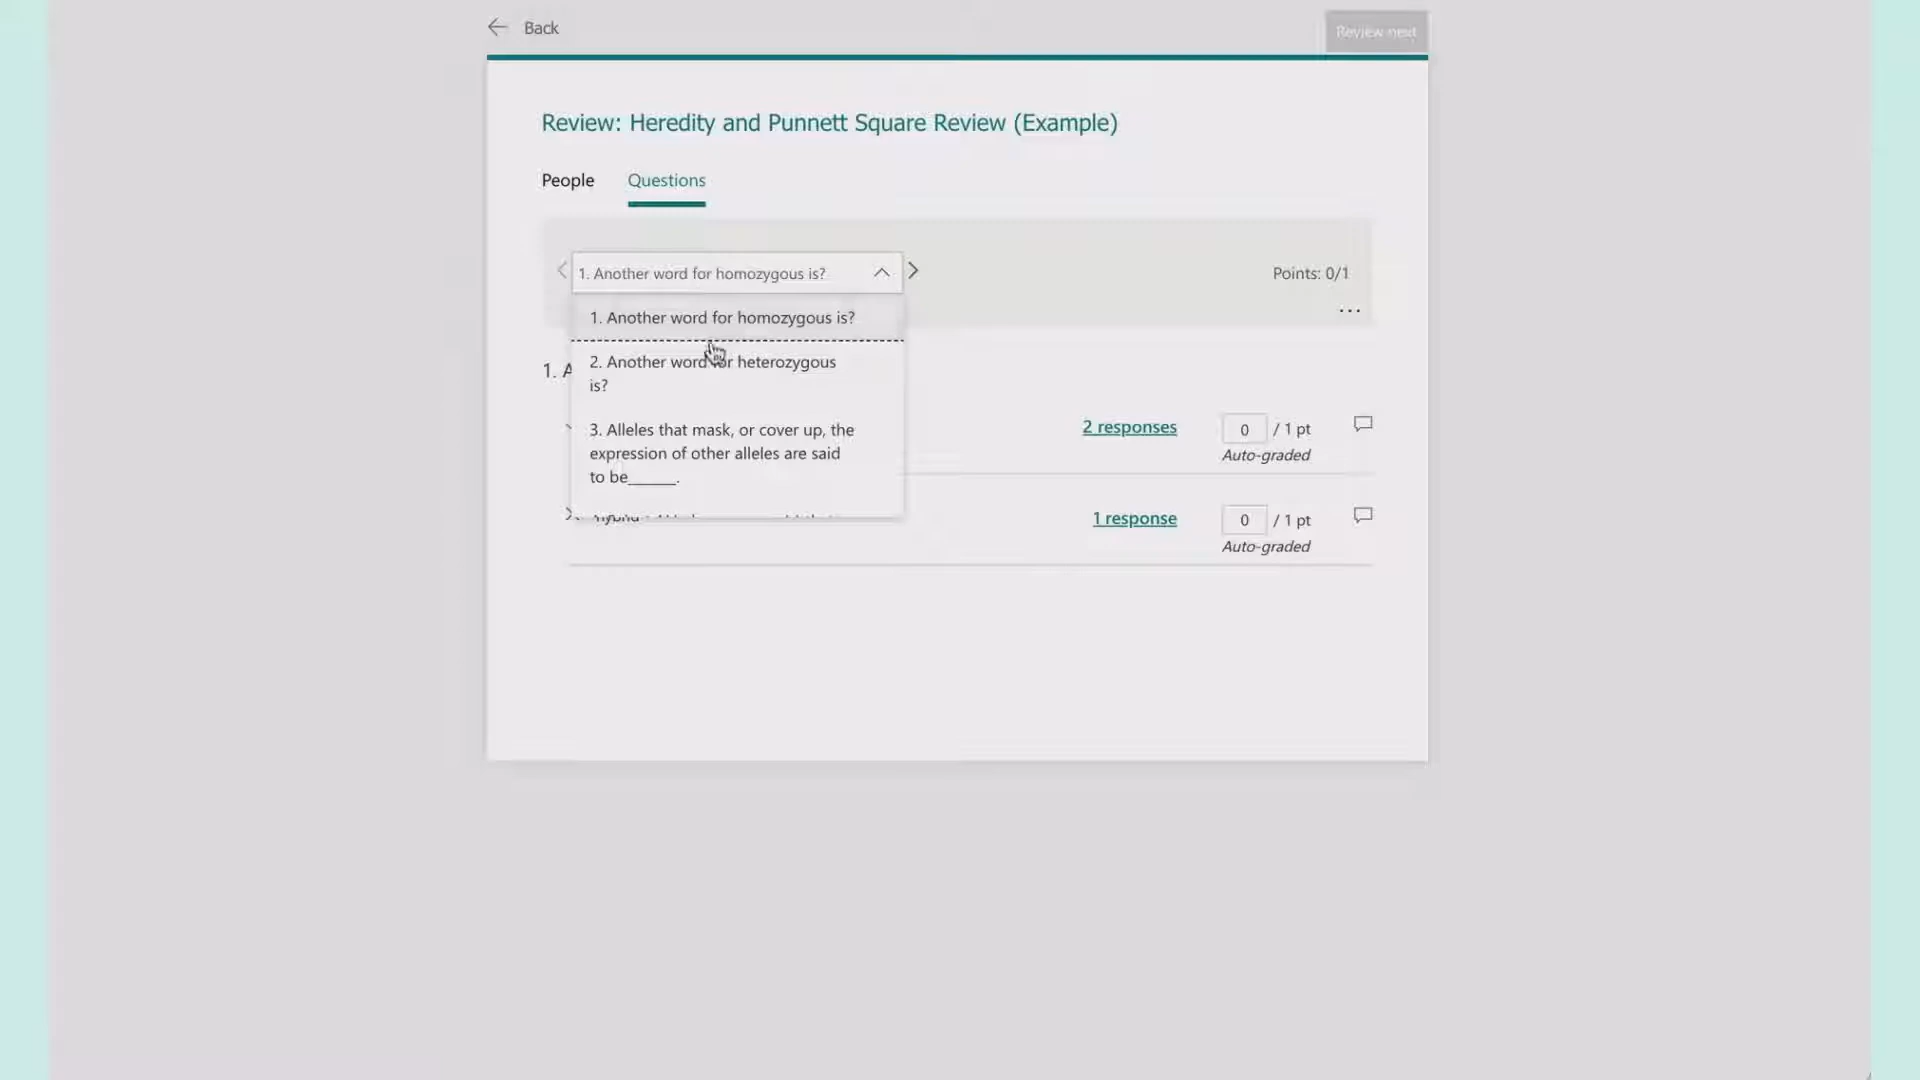 Back
Review next
Review: Heredity and Punnett Square Review (Example)
People
Questions
1. Another word for homozygous is?
Points: 0/1
...
1. Another word for homozygous is?
2. Another word for heterozygous
is?
3. Alleles that mask, or cover up, the
expression of other alleles are said
to be______.
1. A
2 responses
0 / 1 pt
Auto-graded
1 response
0 / 1 pt
Auto-graded